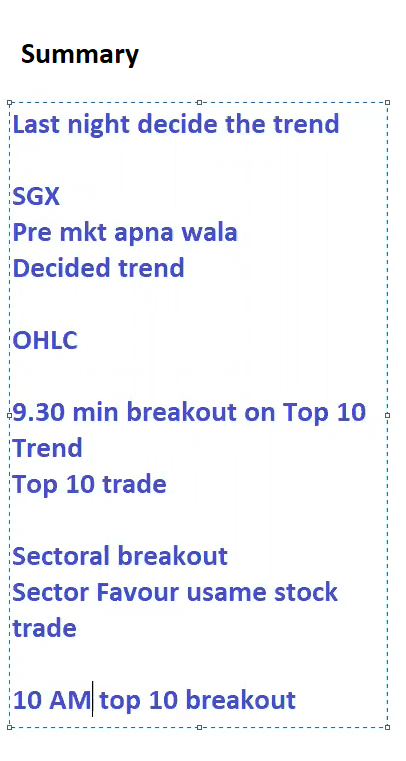 Summary
Last night decide the trend
SGX
Pre mkt apna wala
Decided trend
OHLC
9.30 min breakout on Top 10
Trend
Top 10 trade
Sectoral breakout
Sector Favour usame stock
trade
10 AM top 10 breakout